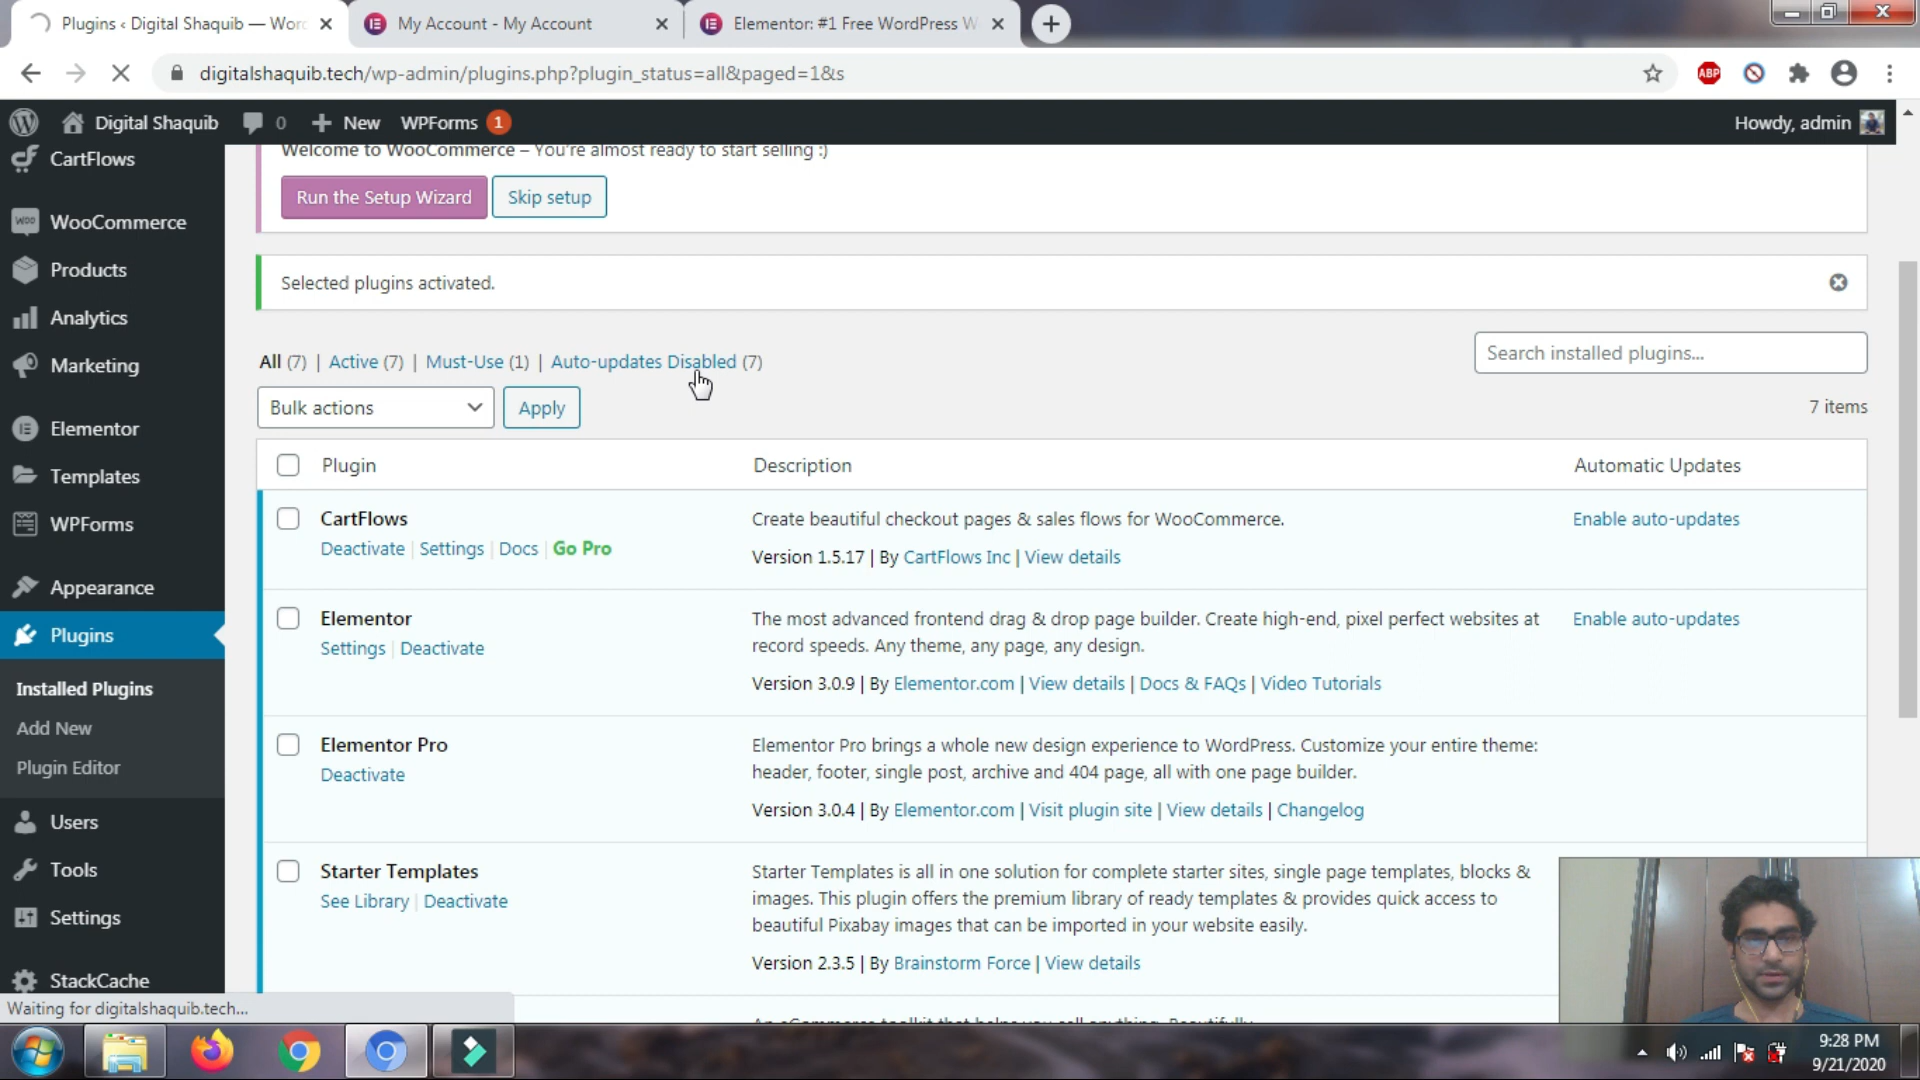 Plugins ‹ Digital Shaquib — Word
My Account - My Account
Elementor: #1 Free WordPress W
digitalshaquib.tech/wp-admin/plugins.php?plugin_status=all&paged=1&s
ABP
Digital Shaquib
0
New
WPForms
1
Howdy, admin
CartFlows
WooCommerce
Products
Analytics
Marketing
Elementor
Templates
WPForms
Appearance
Plugins
Installed Plugins
Add New
Plugin Editor
Users
Tools
Settings
StackCache
Welcome to WooCommerce – You're almost ready to start selling :)
Run the Setup Wizard
Skip setup
Selected plugins activated.
All (7) | Active (7) | Must-Use (1) | Auto-updates Disabled (7)
Search installed plugins...
Bulk actions
Apply
7 items
Plugin
Description
Automatic Updates
CartFlows
Deactivate | Settings | Docs | Go Pro
Create beautiful checkout pages & sales flows for WooCommerce.
Version 1.5.17 | By CartFlows Inc | View details
Enable auto-updates
Elementor
Settings | Deactivate
The most advanced frontend drag & drop page builder. Create high-end, pixel perfect websites at
record speeds. Any theme, any page, any design.
Version 3.0.9 | By Elementor.com | View details | Docs & FAQs | Video Tutorials
Enable auto-updates
Elementor Pro
Deactivate
Elementor Pro brings a whole new design experience to WordPress. Customize your entire theme:
header, footer, single post, archive and 404 page, all with one page builder.
Version 3.0.4 | By Elementor.com | Visit plugin site | View details | Changelog
Starter Templates
See Library | Deactivate
Starter Templates is all in one solution for complete starter sites, single page templates, blocks &
images. This plugin offers the premium library of ready templates & provides quick access to
beautiful Pixabay images that can be imported in your website easily.
Version 2.3.5 | By Brainstorm Force | View details
An eCommerce toolkit that helps you sell anything. Beautifully.
Waiting for digitalshaquib.tech...
9:28 PM
9/21/2020